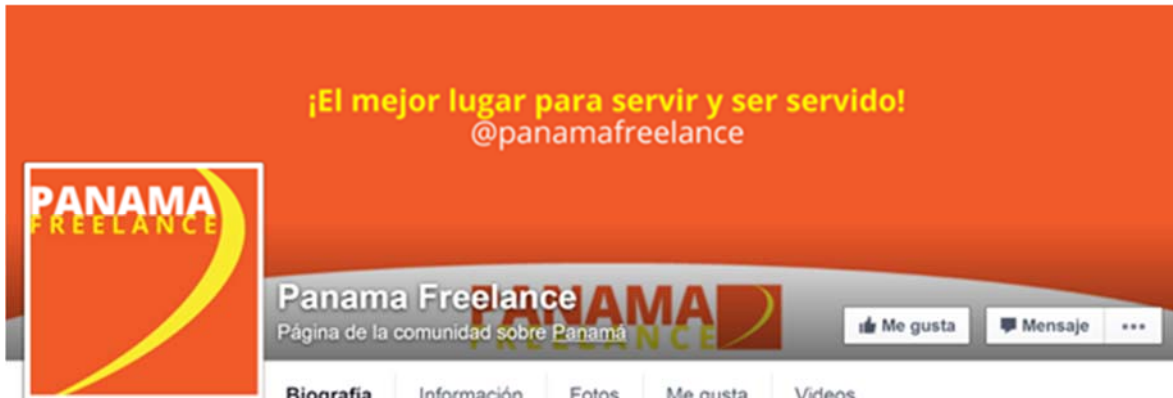 ¡El mejor lugar para servir y ser servido!
@panamafreelance
PANAMA
FREELANCE
Panama Freelance
Página de la comunidad sobre Panamá
PANAMA
FREELANCE
Me gusta
Mensaje
Biografía
Información
Fotos
Me gusta
Videos